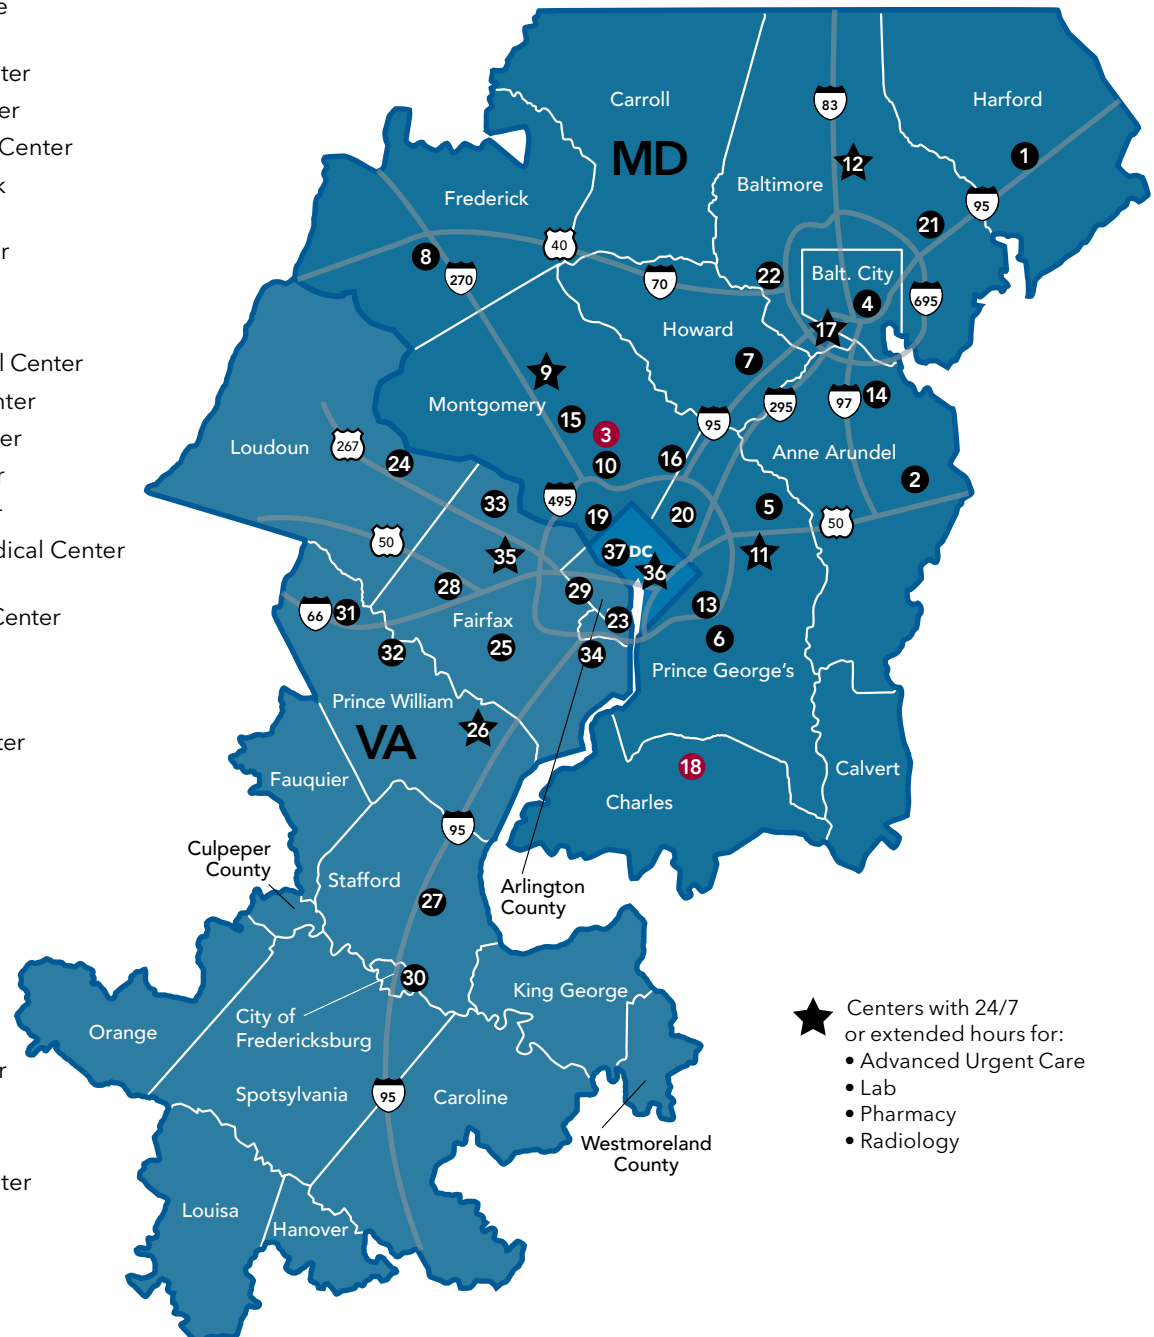 ter
er
Center
k
r
l Center
nter
er
r
dical Center
Center
ter
r
ter
Carroll
83
Harford
MD
12
1
Baltimore
Frederick
95
21
40
8
270
70
22
Balt. City
4
695
Howard
17
7
9
Montgomery
295
97
14
15
3
95
Loudoun
267
24
10
16
Anne Arundel
2
33
495
19
20
5
50
50
35
37
DC
36
11
28
29
66
31
Fairfax
23
13
32
25
34
6
Prince George's
Prince William
26
VA
Fauquier
18
Calvert
Charles
95
Culpeper
County
Stafford
Arlington
County
27
30
King George
City of
Fredericksburg
Orange
Spotsylvania
95
Caroline
Westmoreland
County
Louisa
Hanover
Centers with 24/7
or extended hours for:
• Advanced Urgent Care
• Lab
• Pharmacy
• Radiology